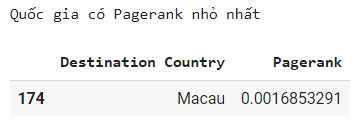 Quốc gia có Pagerank nhỏ nhất
Destination Country Pagerank
174 Macau 0.0016853291